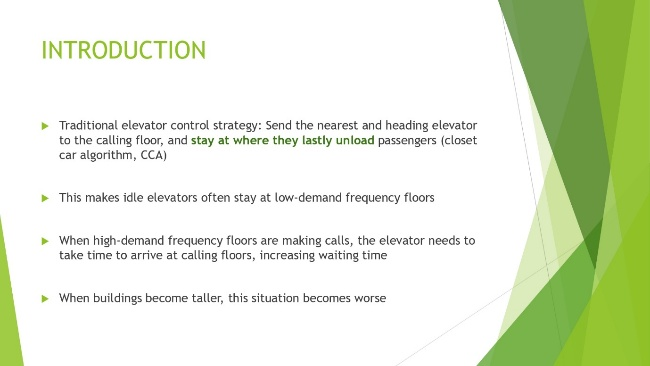 INTRODUCTION
Traditional elevator control strategy: Send the nearest and heading elevator
to the calling floor, and stay at where they lastly unload passengers (closet
car algorithm, CCA)
This makes idle elevators often stay at low-demand frequency floors
When high-demand frequency floors are making calls, the elevator needs to
take time to arrive at calling floors, increasing waiting time
When buildings become taller, this situation becomes worse